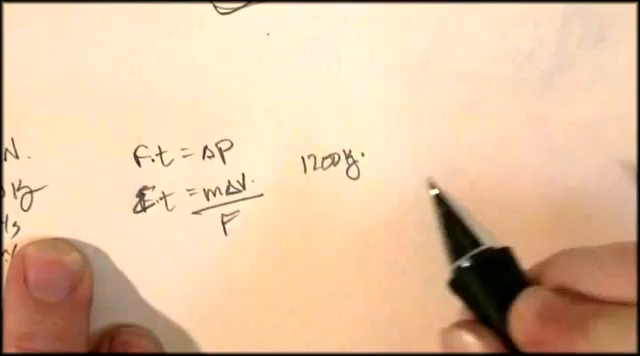 N.
F.t = ΔP
1200kg.
t = mΔV.
F